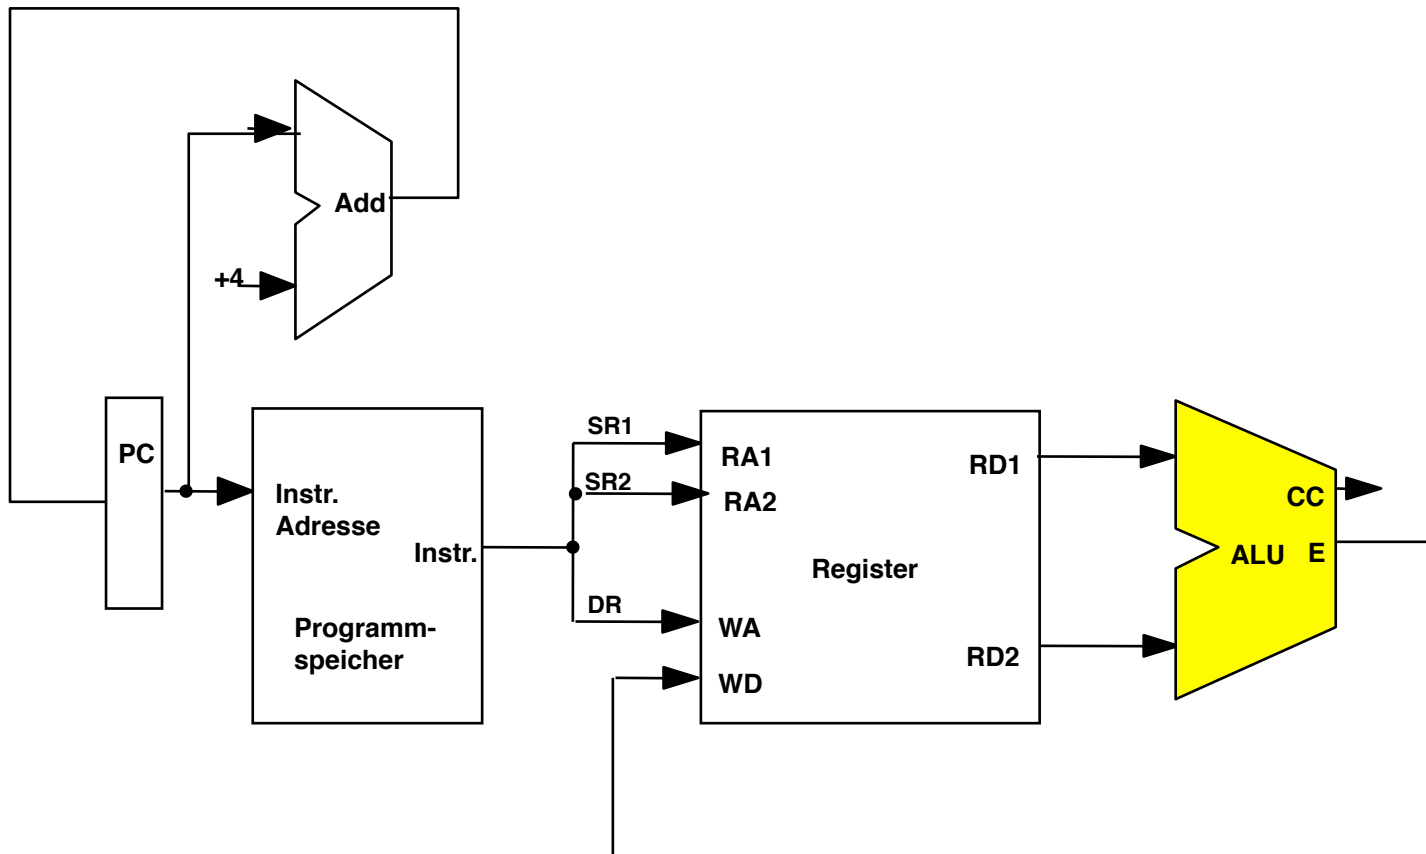 Add
+4
PC
Instr.
Adresse
Instr.
Programm-
speicher
SR1
SR2
DR
RA1
RA2
WA
WD
Register
RD1
RD2
CC
ALU E